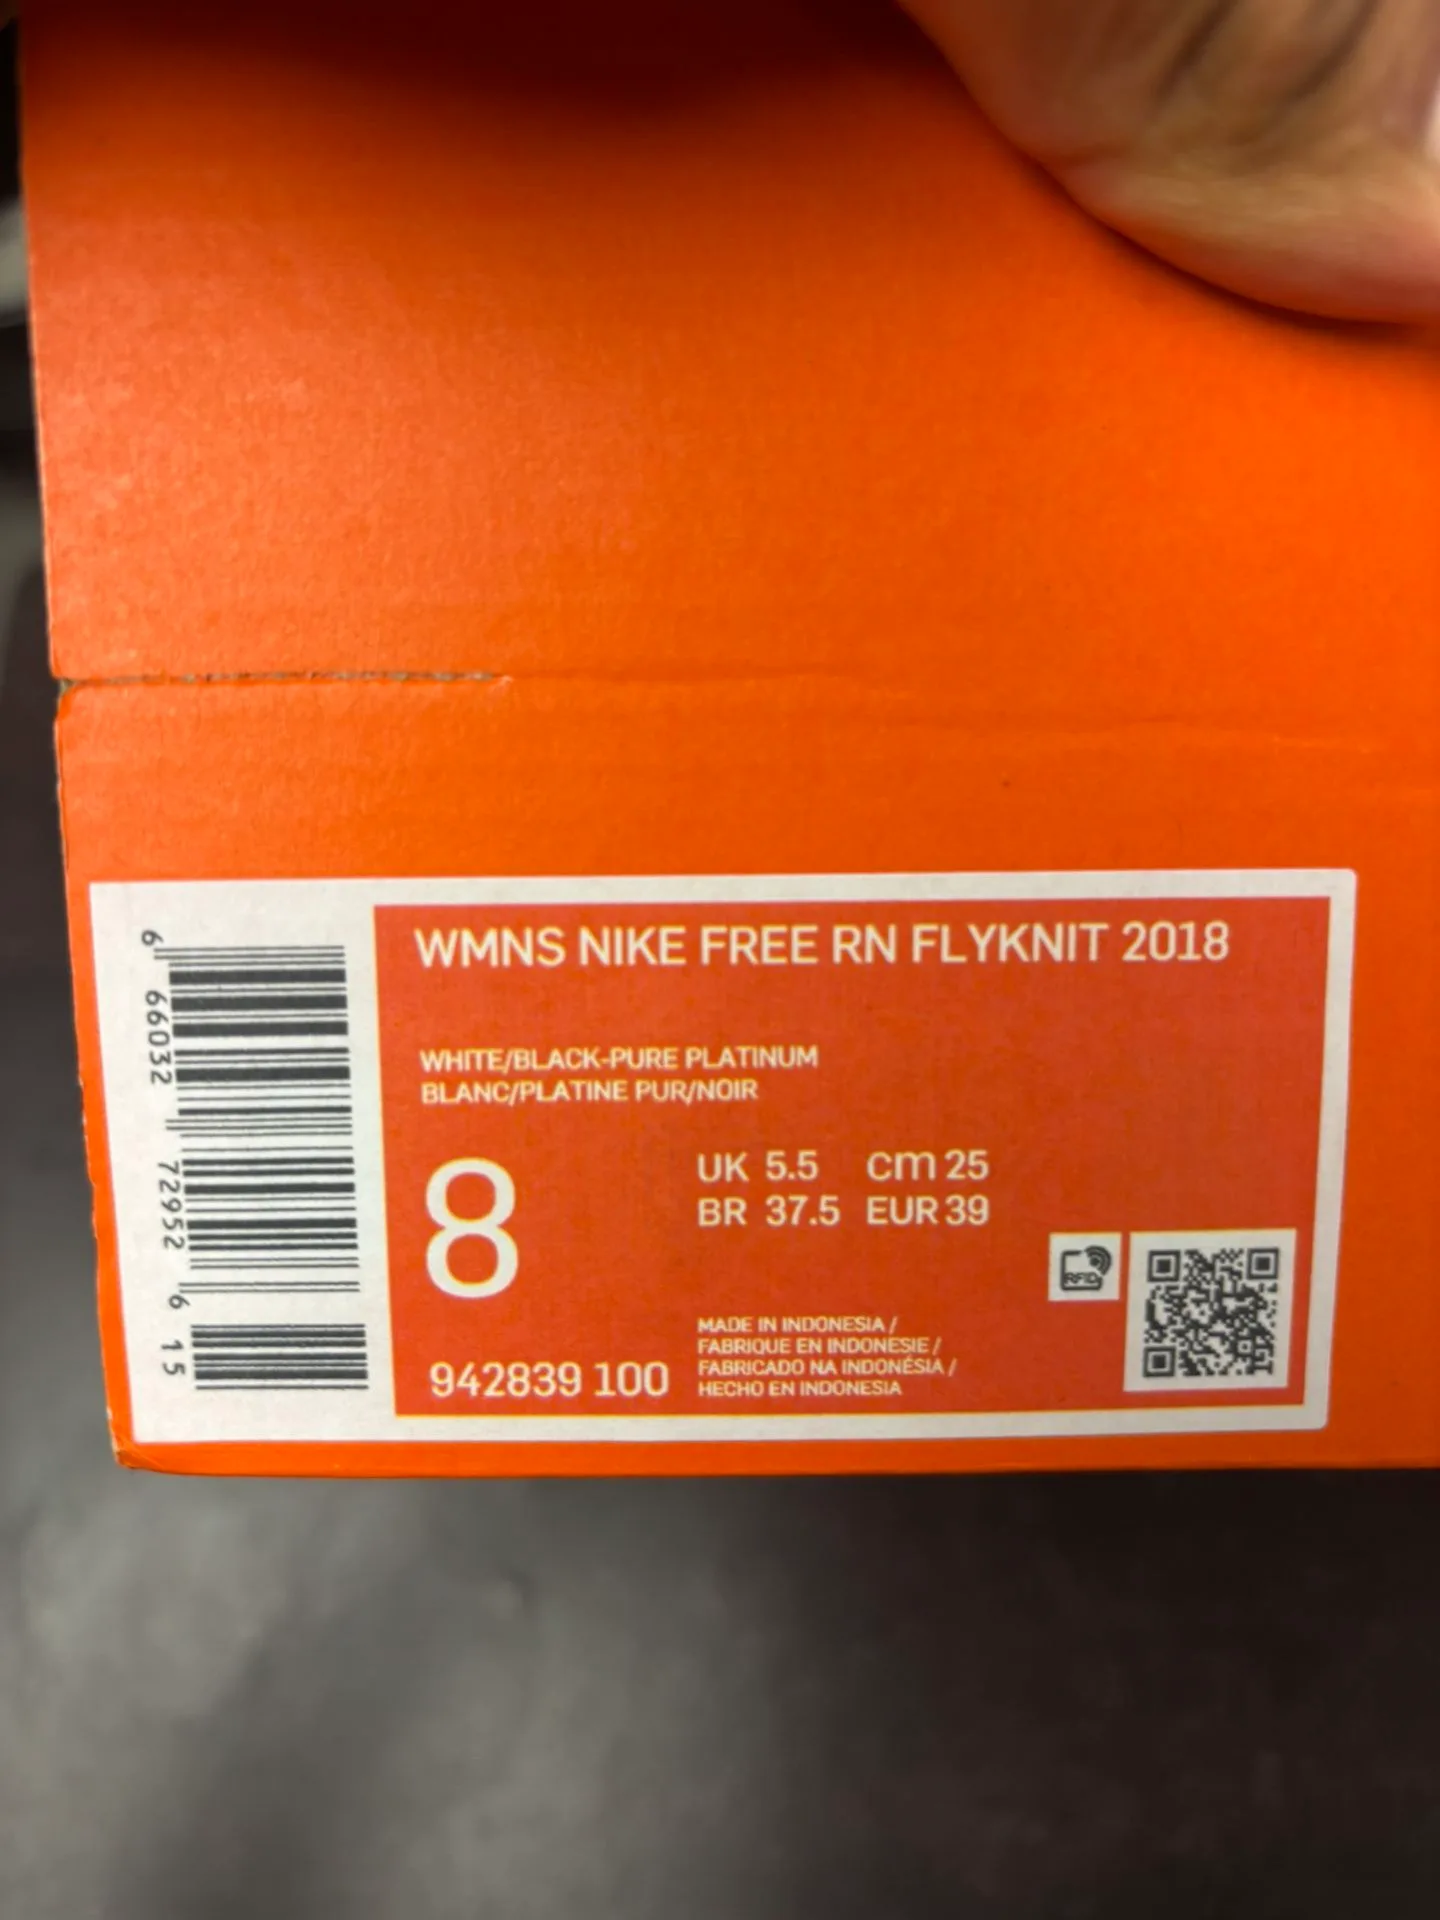 WMNS NIKE FREE RN FLYKNIT 2018
WHITE/BLACK-PURE PLATINUM
BLANC/PLATINE PUR/NOIR
8
UK 5.5 cm 25
BR 37.5 EUR 39
942839 100
MADE IN INDONESIA /
FABRIQUE EN INDONESIE /
FABRICADO NA INDONÉSIA /
HECHO EN INDONESIA
RFID
6 66032 72952 6 15